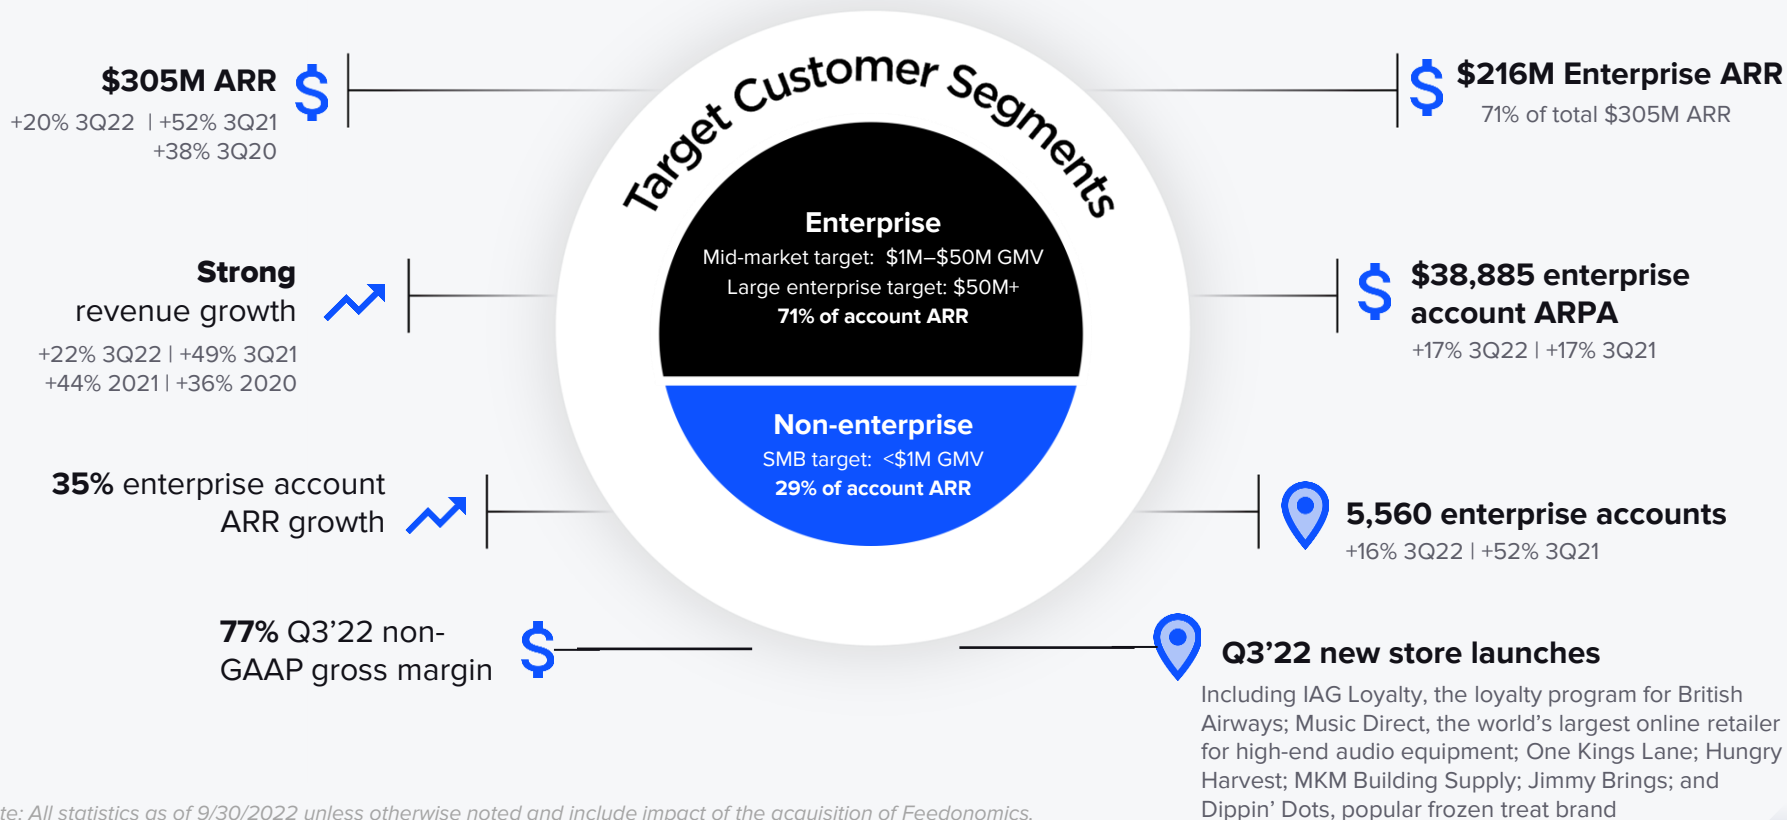 Target Customer Segments
$305M ARR
+20% 3Q22 | +52% 3Q21
+38% 3Q20
Strong
revenue growth
+22% 3Q22 | +49% 3Q21
+44% 2021 | +36% 2020
35% enterprise account
ARR growth
77% Q3’22 non-
GAAP gross margin
Enterprise
Mid-market target: $1M–$50M GMV
Large enterprise target: $50M+
71% of account ARR
Non-enterprise
SMB target: <$1M GMV
29% of account ARR
$216M Enterprise ARR
71% of total $305M ARR
$38,885 enterprise
account ARPA
+17% 3Q22 | +17% 3Q21
5,560 enterprise accounts
+16% 3Q22 | +52% 3Q21
Q3’22 new store launches
Including IAG Loyalty, the loyalty program for British
Airways; Music Direct, the world’s largest online retailer
for high-end audio equipment; One Kings Lane; Hungry
Harvest; MKM Building Supply; Jimmy Brings; and
Dippin’ Dots, popular frozen treat brand
te: All statistics as of 9/30/2022 unless otherwise noted and include impact of the acquisition of Feedonomics.